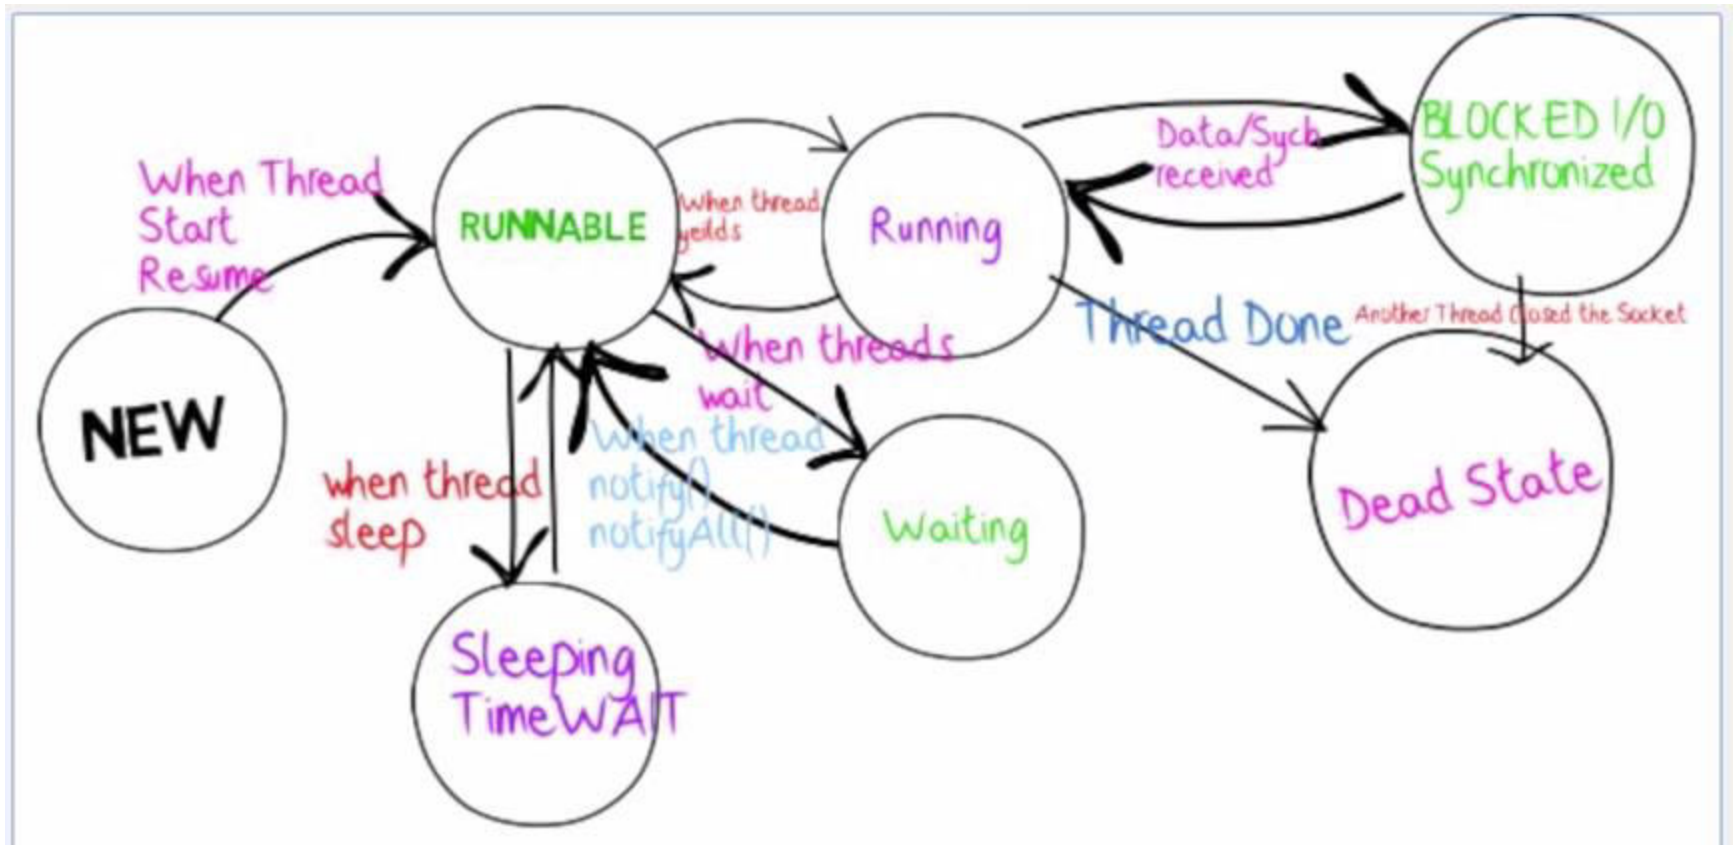 When Thread
Start
Resume
NEW
RUNNABLE
When thread
yeilds
Running
Data/Sycb
received
BLOCKED I/O
Synchronized
When threads
wait
Thread Done
Another Thread Closed the Socket
when thread
sleep
When thread
notify()
notifyAll()
Waiting
Dead State
Sleeping
TimeWAIT